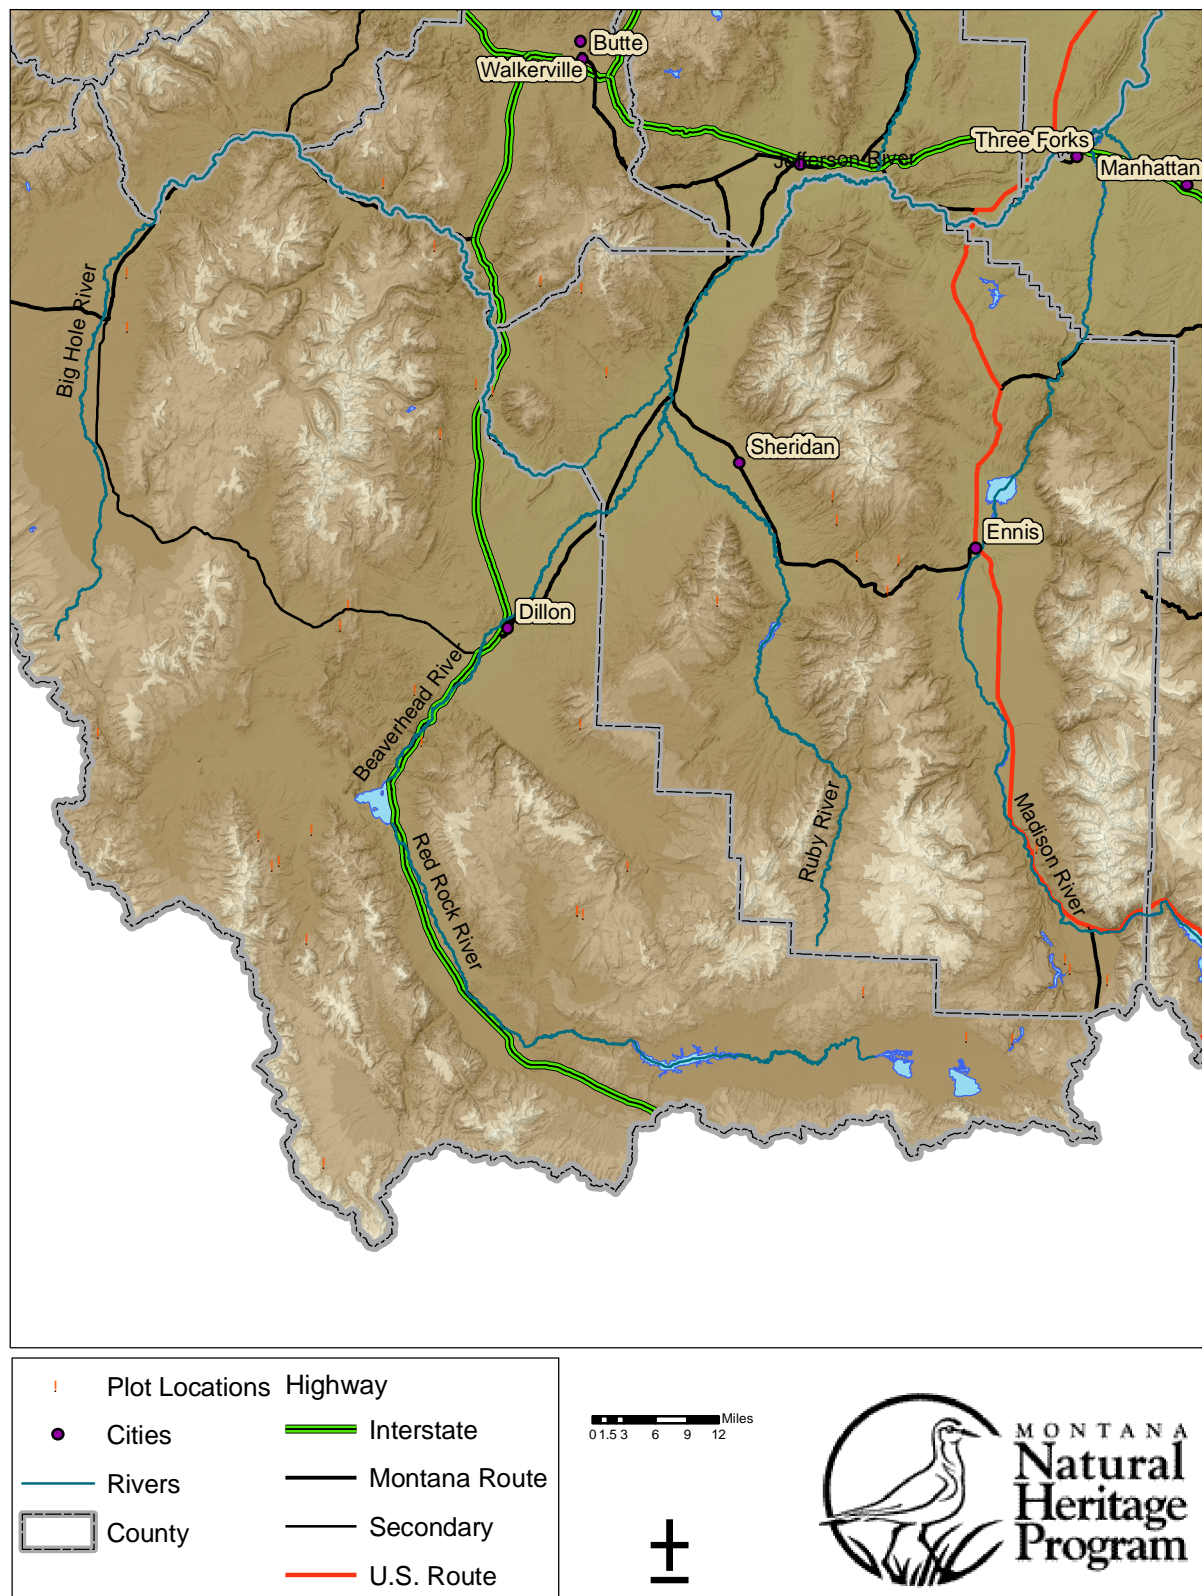 Butte
Walkerville
Three Forks
Jefferson River
Manhattan
Big Hole River
Sheridan
Ennis
Dillon
Beaverhead River
Red Rock River
Ruby River
Madison River
Plot Locations
Cities
Rivers
County
Highway
Interstate
Montana Route
Secondary
U.S. Route
Miles
0 1.5 3 6 9 12
MONTANA
Natural
Heritage
Program